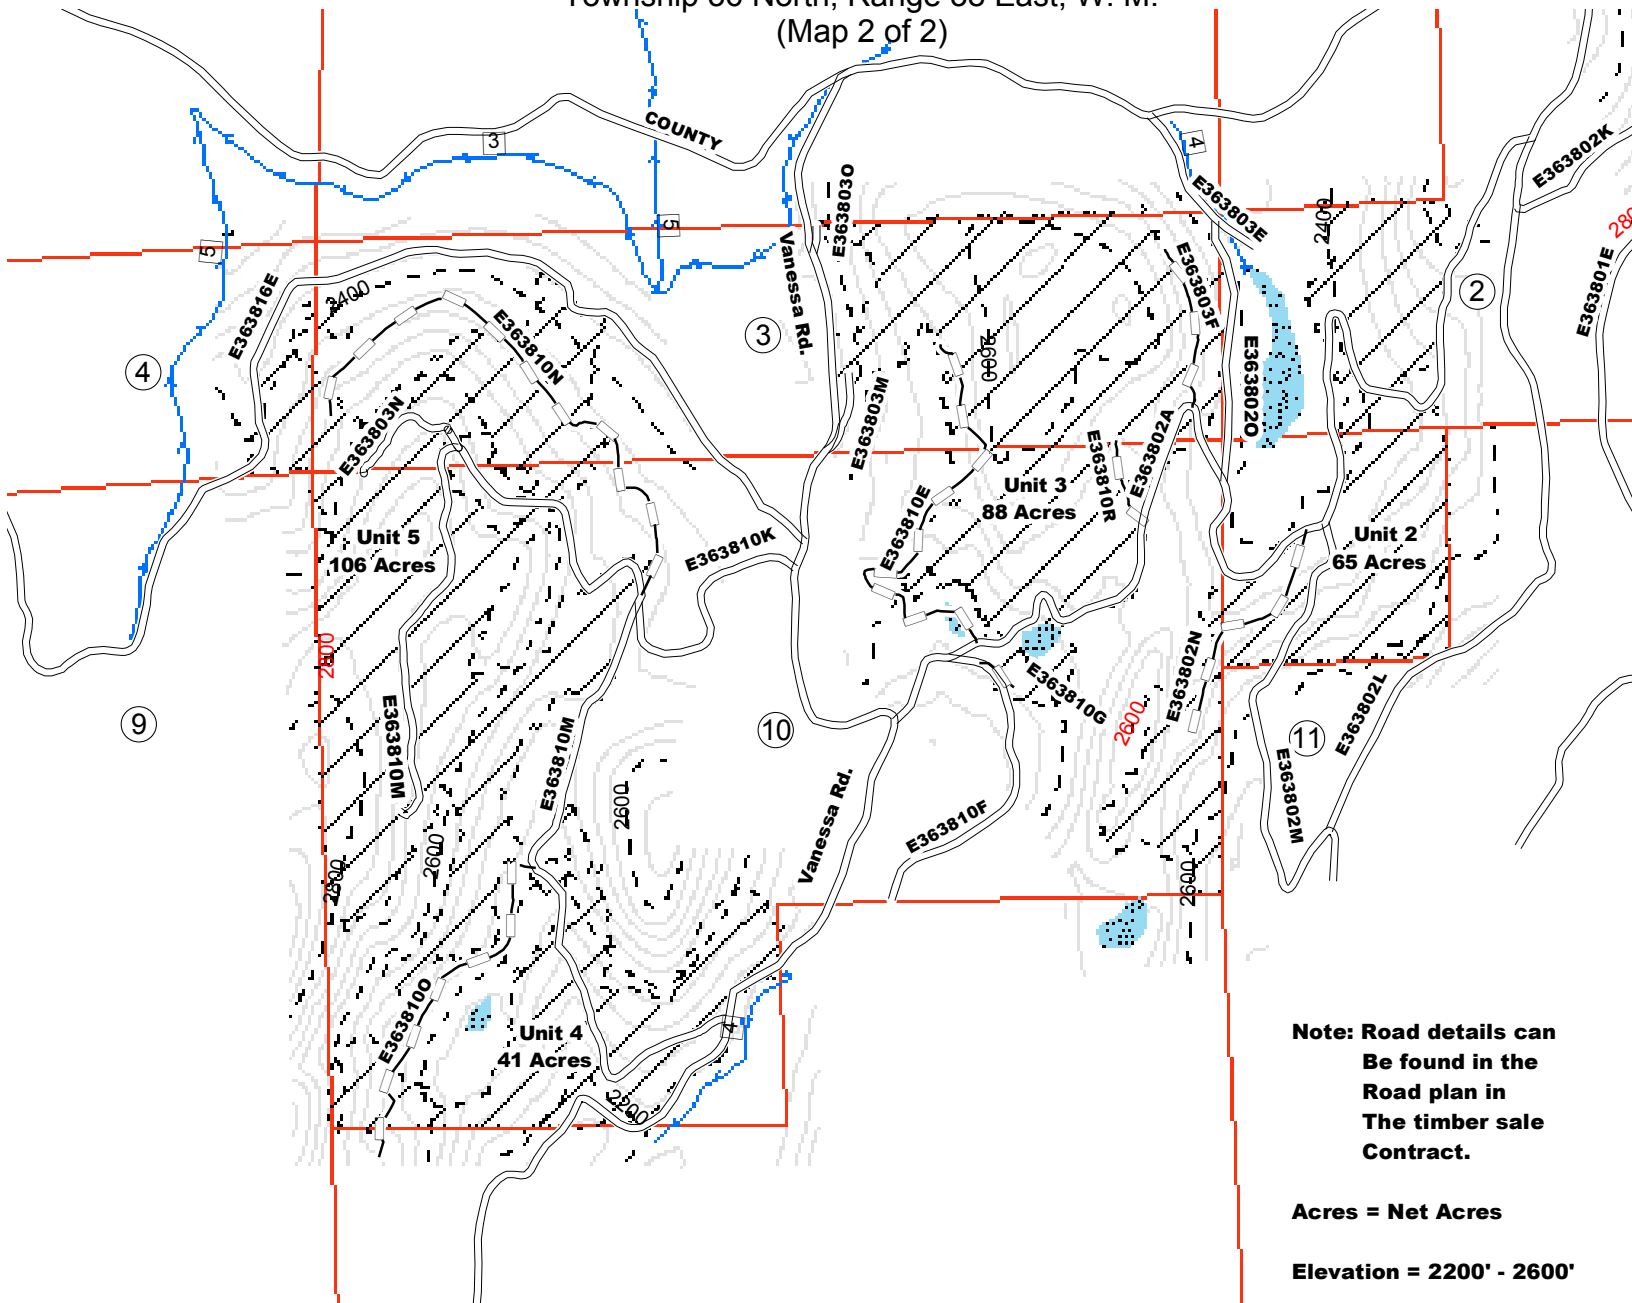 (Map 2 of 2)
COUNTY
3
4
E363802K
E363803O
E363803E
2400
5
5
E363816E
Vanessa Rd.
E363803F
2
E363801E
2400
E363810N
3
4
2600
E363802O
E363803N
E363803M
E363802A
E363810R
Unit 3
88 Acres
E363810E
Unit 5
106 Acres
E363810K
Unit 2
65 Acres
2800
E363802N
E363810G
2600
E363802L
9
10
11
E363810M
E363810M
2600
Vanessa Rd.
E363810F
E363802M
2600
2800
2600
E363810O
Unit 4
41 Acres
4
2200
Note: Road details can
Be found in the
Road plan in
The timber sale
Contract.
Acres = Net Acres
Elevation = 2200' - 2600'